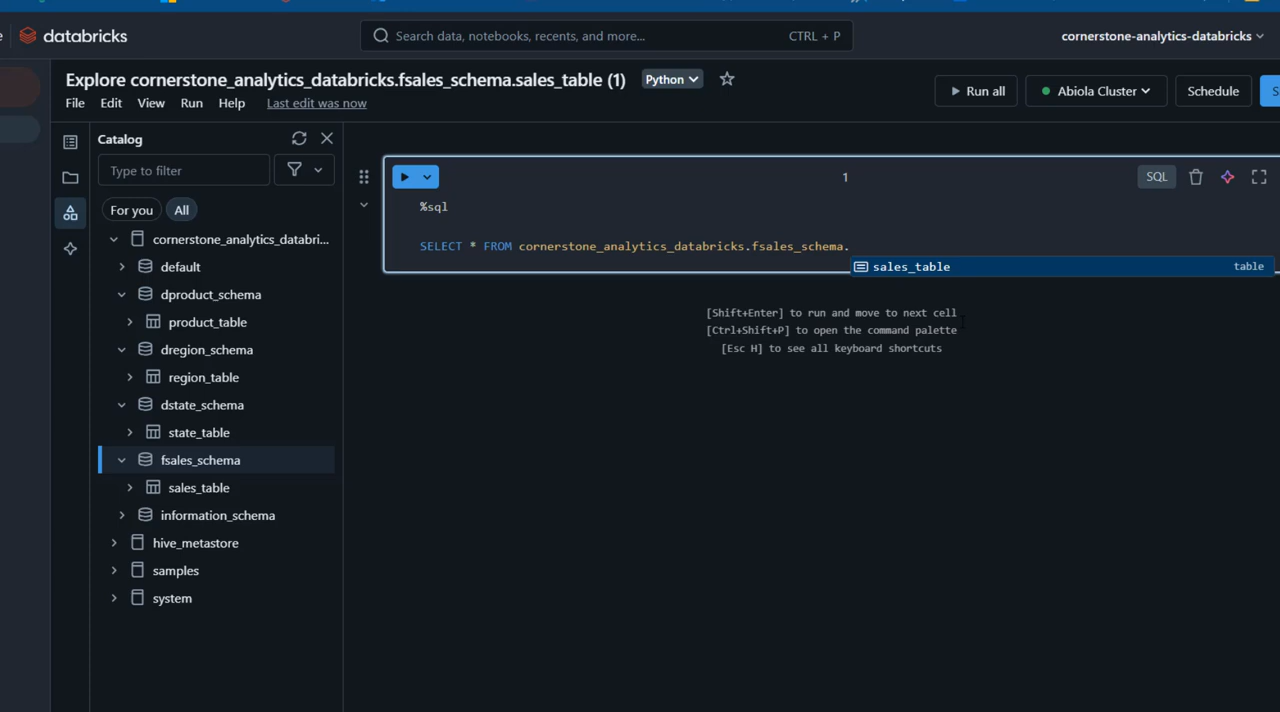 databricks
Search data, notebooks, recents, and more...
CTRL + P
cornerstone-analytics-databricks
Explore cornerstone_analytics_databricks.fsales_schema.sales_table (1)
Python
File
Edit
View
Run
Help
Last edit was now
Run all
Abiola Cluster
Schedule
Catalog
Type to filter
For you
All
cornerstone_analytics_databri...
default
dproduct_schema
product_table
dregion_schema
region_table
dstate_schema
state_table
fsales_schema
sales_table
information_schema
hive_metastore
samples
system
1
SQL
%sql
SELECT * FROM cornerstone_analytics_databricks.fsales_schema.
sales_table
table
[Shift+Enter] to run and move to next cell
[Ctrl+Shift+P] to open the command palette
[Esc H] to see all keyboard shortcuts